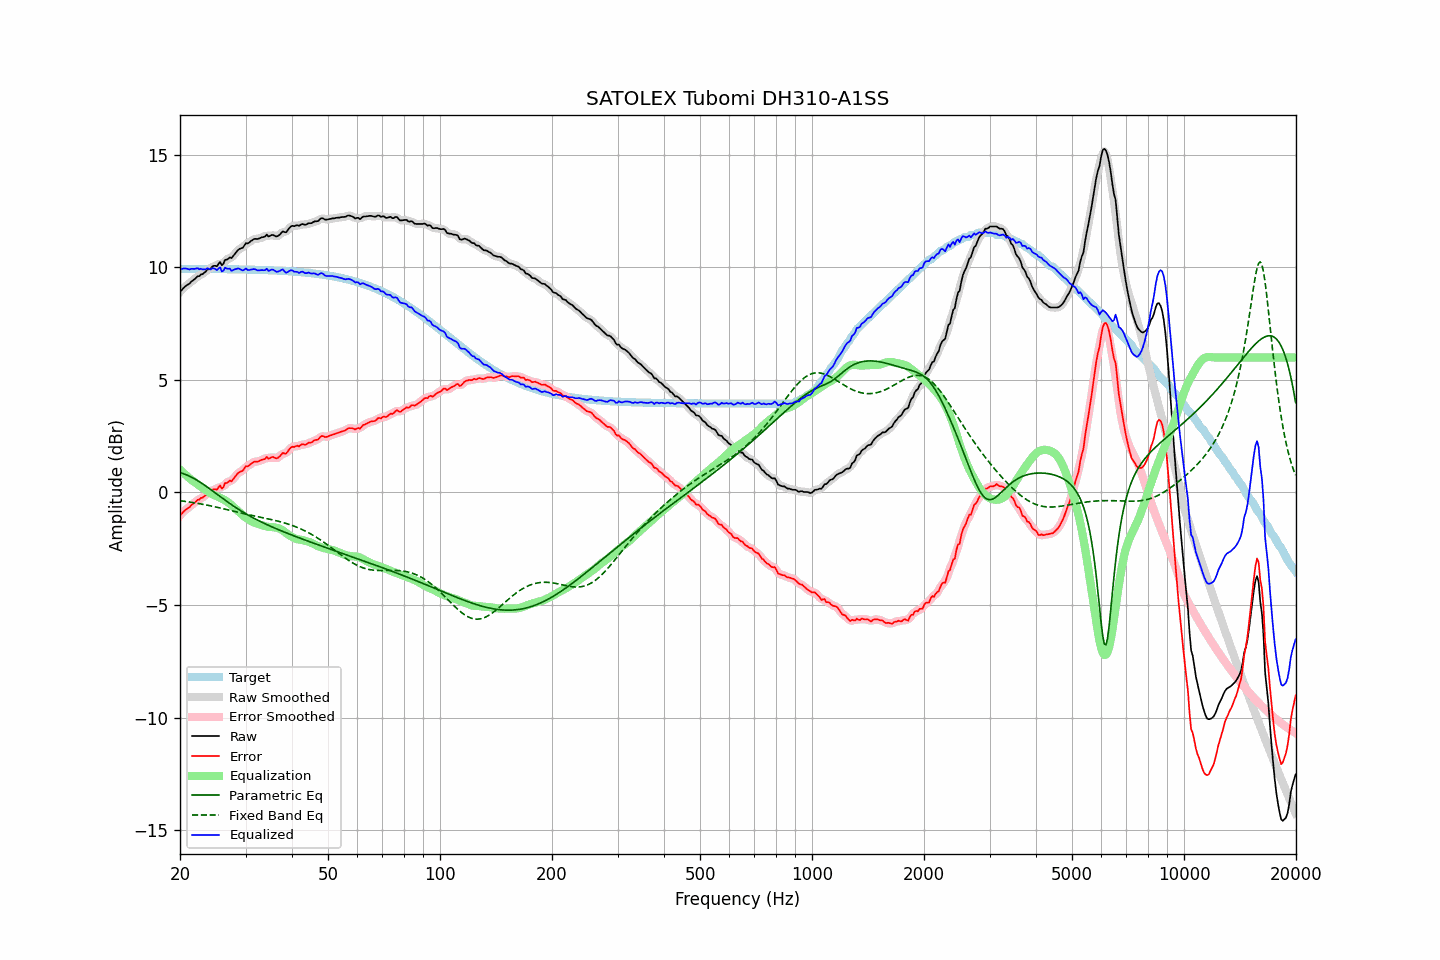 SATOLEX Tubomi DH310-A1SS
Amplitude (dBr)
15
10
5
0
−5
−10
−15
Target
Raw Smoothed
Error Smoothed
Raw
Error
Equalization
Parametric Eq
Fixed Band Eq
Equalized
20 50 100 200 500 1000 2000 5000 10000 20000
Frequency (Hz)